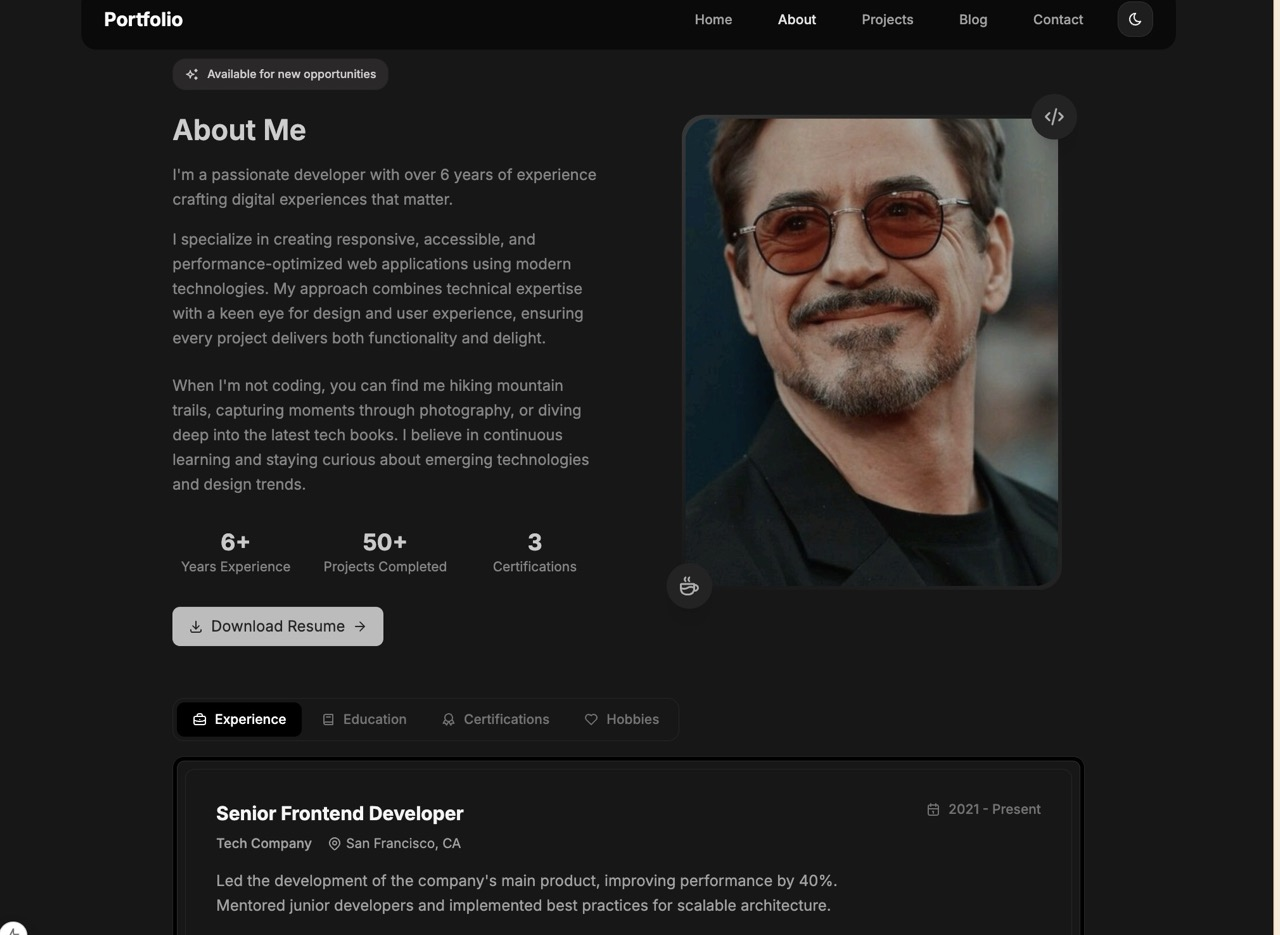 Portfolio
Home
About
Projects
Blog
Contact
Available for new opportunities
About Me
I'm a passionate developer with over 6 years of experience
crafting digital experiences that matter.
I specialize in creating responsive, accessible, and
performance-optimized web applications using modern
technologies. My approach combines technical expertise
with a keen eye for design and user experience, ensuring
every project delivers both functionality and delight.
When I'm not coding, you can find me hiking mountain
trails, capturing moments through photography, or diving
deep into the latest tech books. I believe in continuous
learning and staying curious about emerging technologies
and design trends.
6+
Years Experience
50+
Projects Completed
3
Certifications
Download Resume
Experience
Education
Certifications
Hobbies
Senior Frontend Developer
2021 - Present
Tech Company
San Francisco, CA
Led the development of the company's main product, improving performance by 40%.
Mentored junior developers and implemented best practices for scalable architecture.